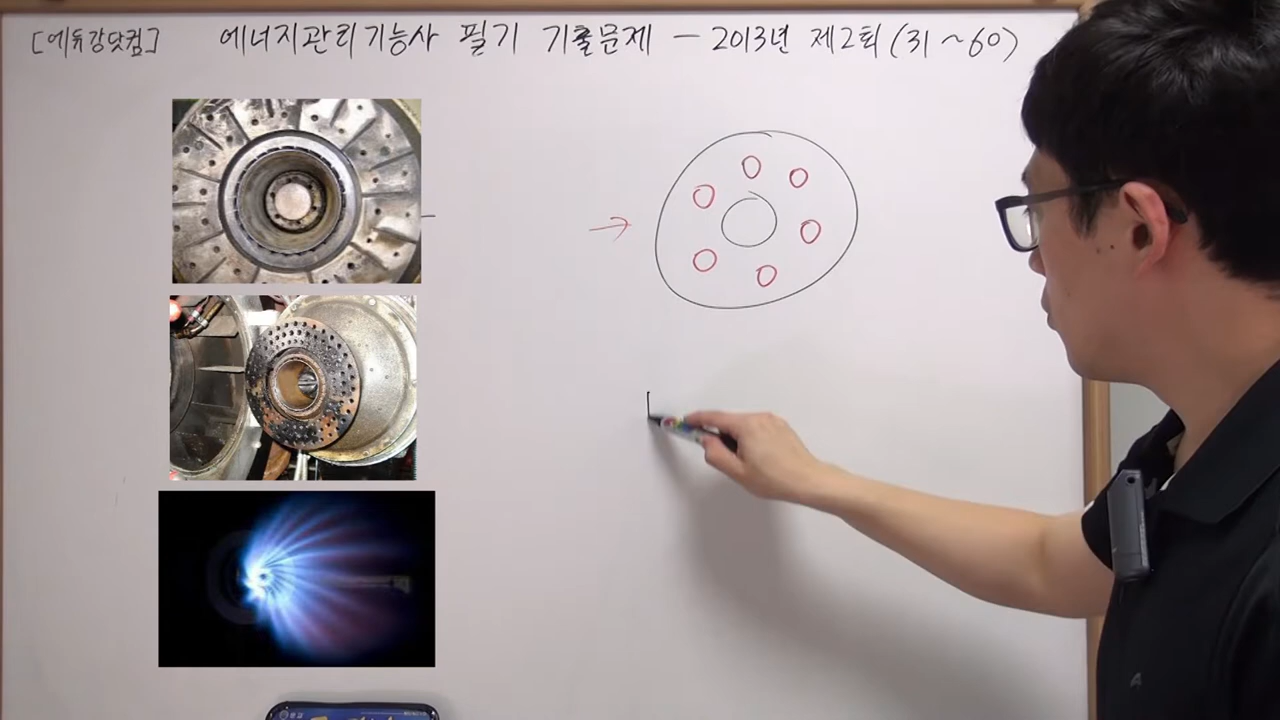 [에듀강닷컴] 에너지관리기능사 필기 기출문제 - 2013년 제2회 (31~60)